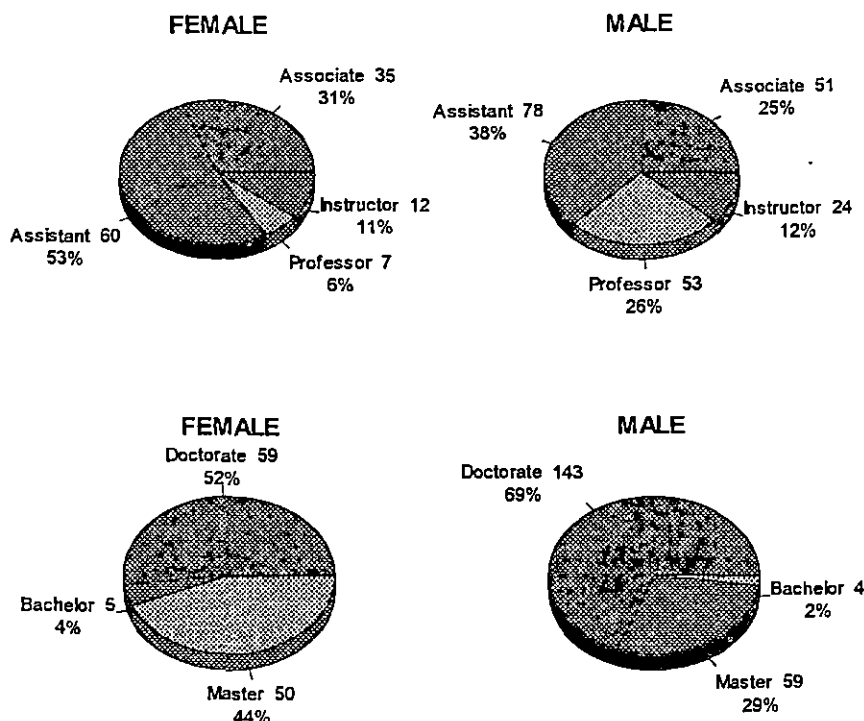 FEMALE
Associate 35
31%
Instructor 12
11%
Professor 7
6%
Assistant 60
53%
MALE
Associate 51
25%
Assistant 78
38%
Instructor 24
12%
Professor 53
26%
FEMALE
Doctorate 59
52%
Bachelor 5
4%
Master 50
44%
MALE
Doctorate 143
69%
Bachelor 4
2%
Master 59
29%